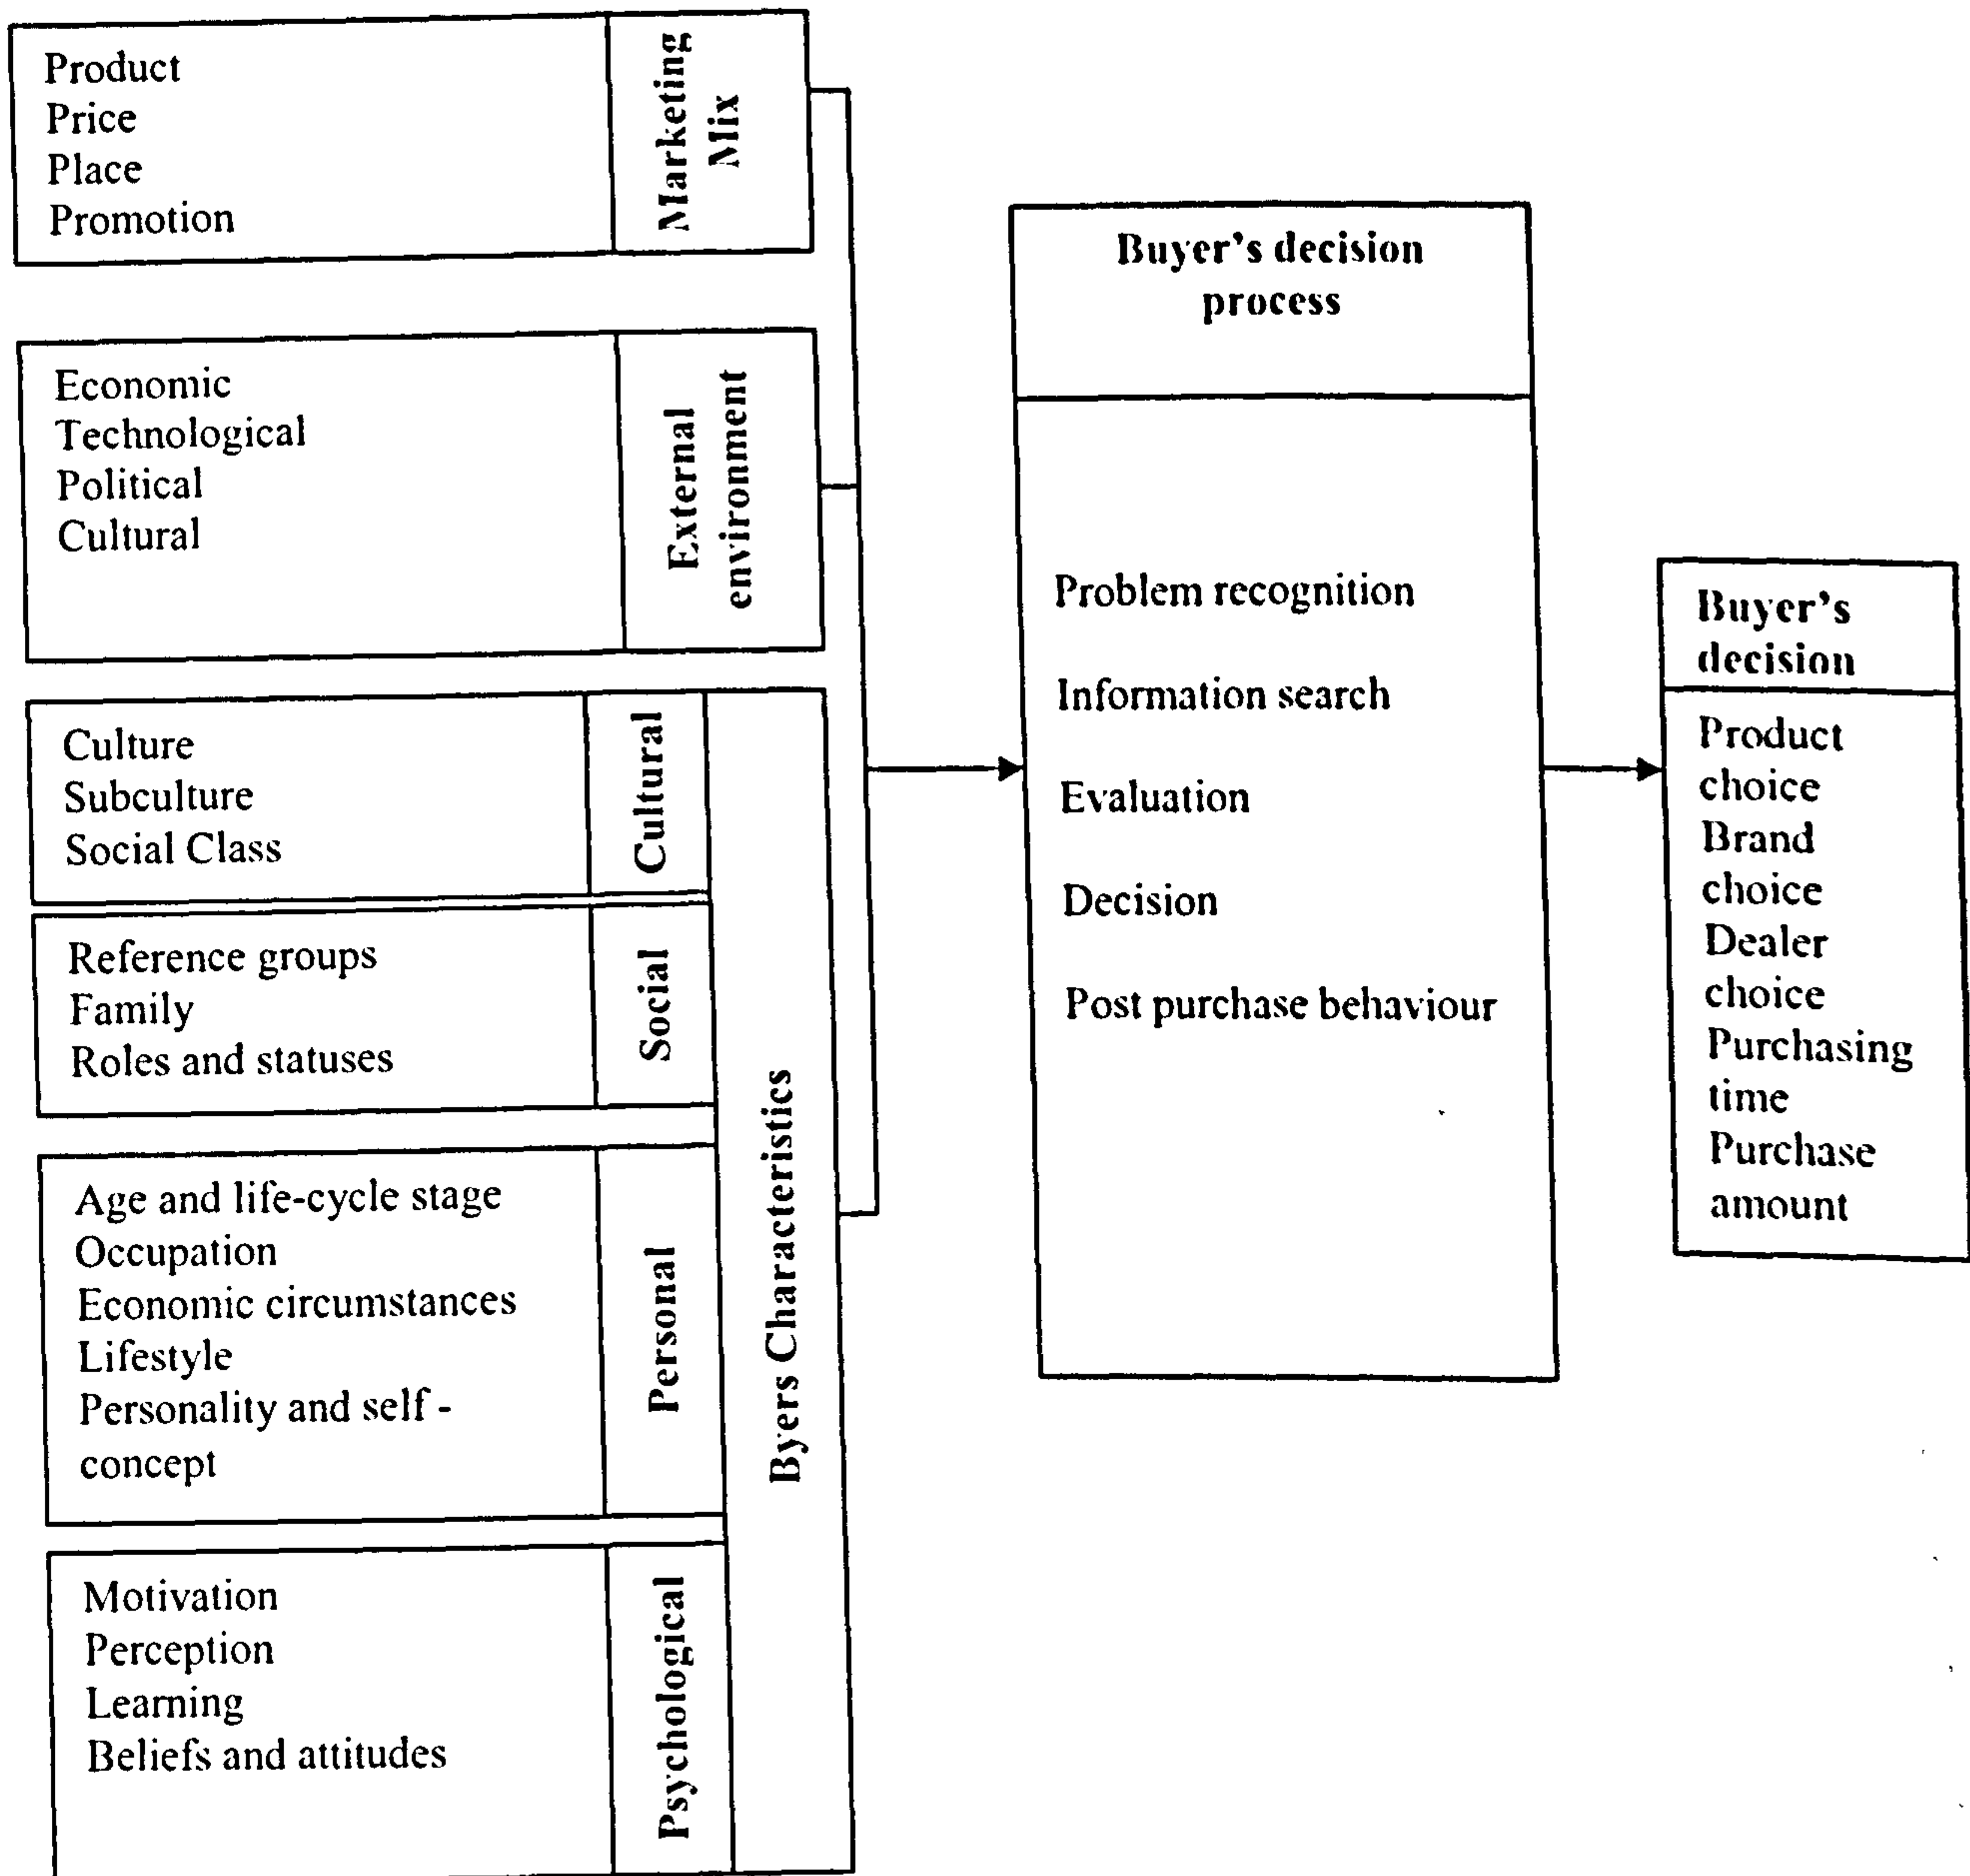 Product
Price
Place
Promotion
Marketing
Mix
Economic
Technological
Political
Cultural
External
environment
Culture
Subculture
Social Class
Cultural
Reference groups
Family
Roles and statuses
Social
Age and life-cycle stage
Occupation
Economic circumstances
Lifestyle
Personality and self -
concept
Personal
Motivation
Perception
Learning
Beliefs and attitudes
Psychological
Byers Characteristics
Buyer's decision
process
Problem recognition
Information search
Evaluation
Decision
Post purchase behaviour
Buyer's
decision
Product
choice
Brand
choice
Dealer
choice
Purchasing
time
Purchase
amount